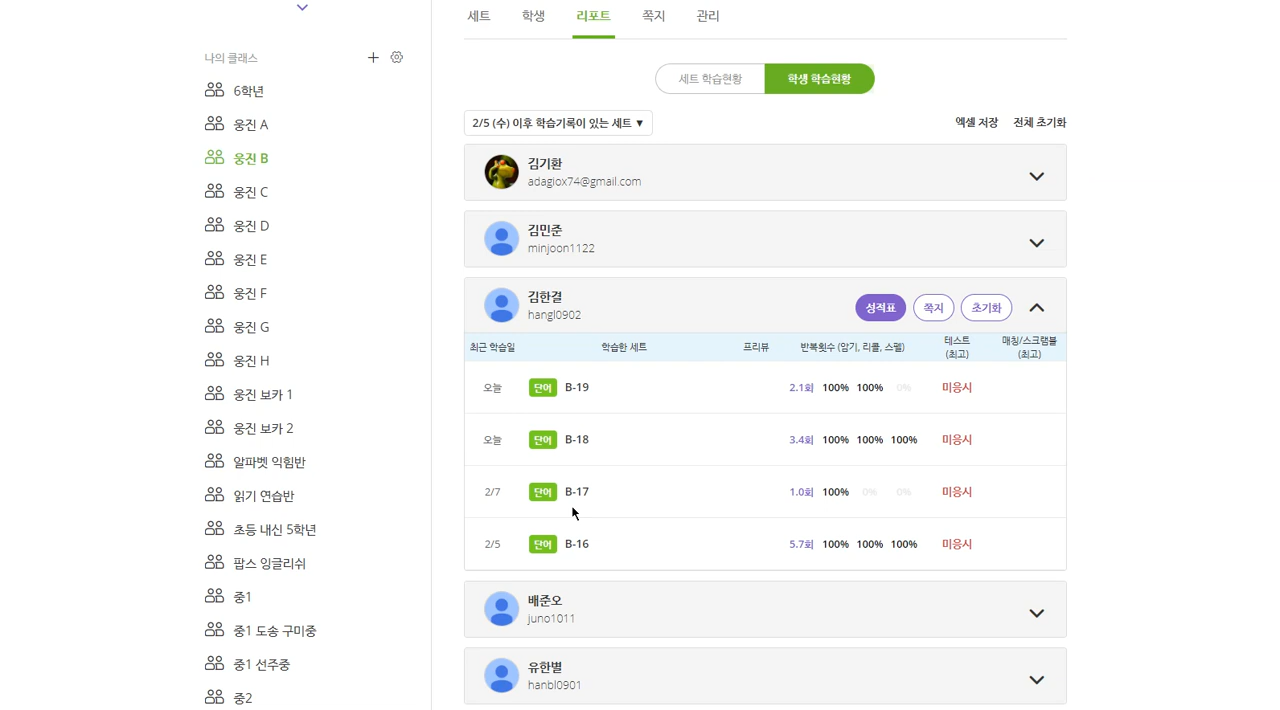 세트 학생 리포트 쪽지 관리
나의 클래스
6학년
웅진 A
웅진 B
웅진 C
웅진 D
웅진 E
웅진 F
웅진 G
웅진 H
웅진 보카 1
웅진 보카 2
알파벳 익힘반
읽기 연습반
초등 내신 5학년
팝스 잉글리쉬
중1
중1 도송 구미중
중1 선주중
중2
세트 학습현황 학생 학습현황
2/5 (수) 이후 학습기록이 있는 세트 ▼ 엑셀 저장 전체 초기화
김기환
adagiox74@gmail.com
김민준
minjoon1122
김한결
hangl0902
성적표 쪽지 초기화
최근 학습일 학습한 세트 프리뷰 반복횟수 (암기, 리콜, 스펠) 테스트 (최고) 매칭/스크램블 (최고)
오늘 단어 B-19 2.1회 100% 100% 0% 미응시
오늘 단어 B-18 3.4회 100% 100% 100% 미응시
2/7 단어 B-17 1.0회 100% 0% 0% 미응시
2/5 단어 B-16 5.7회 100% 100% 100% 미응시
배준오
juno1011
유한별
hanbl0901